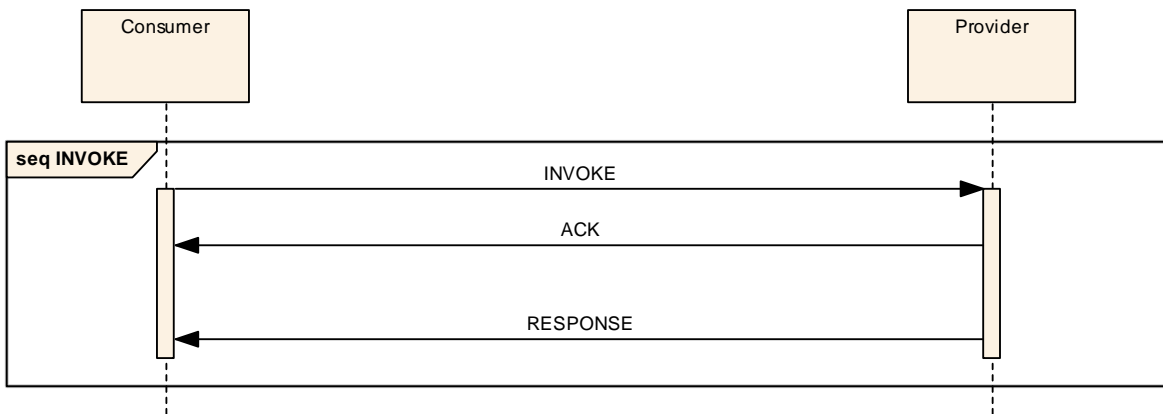 Consumer
Provider
seq INVOKE
INVOKE
ACK
RESPONSE